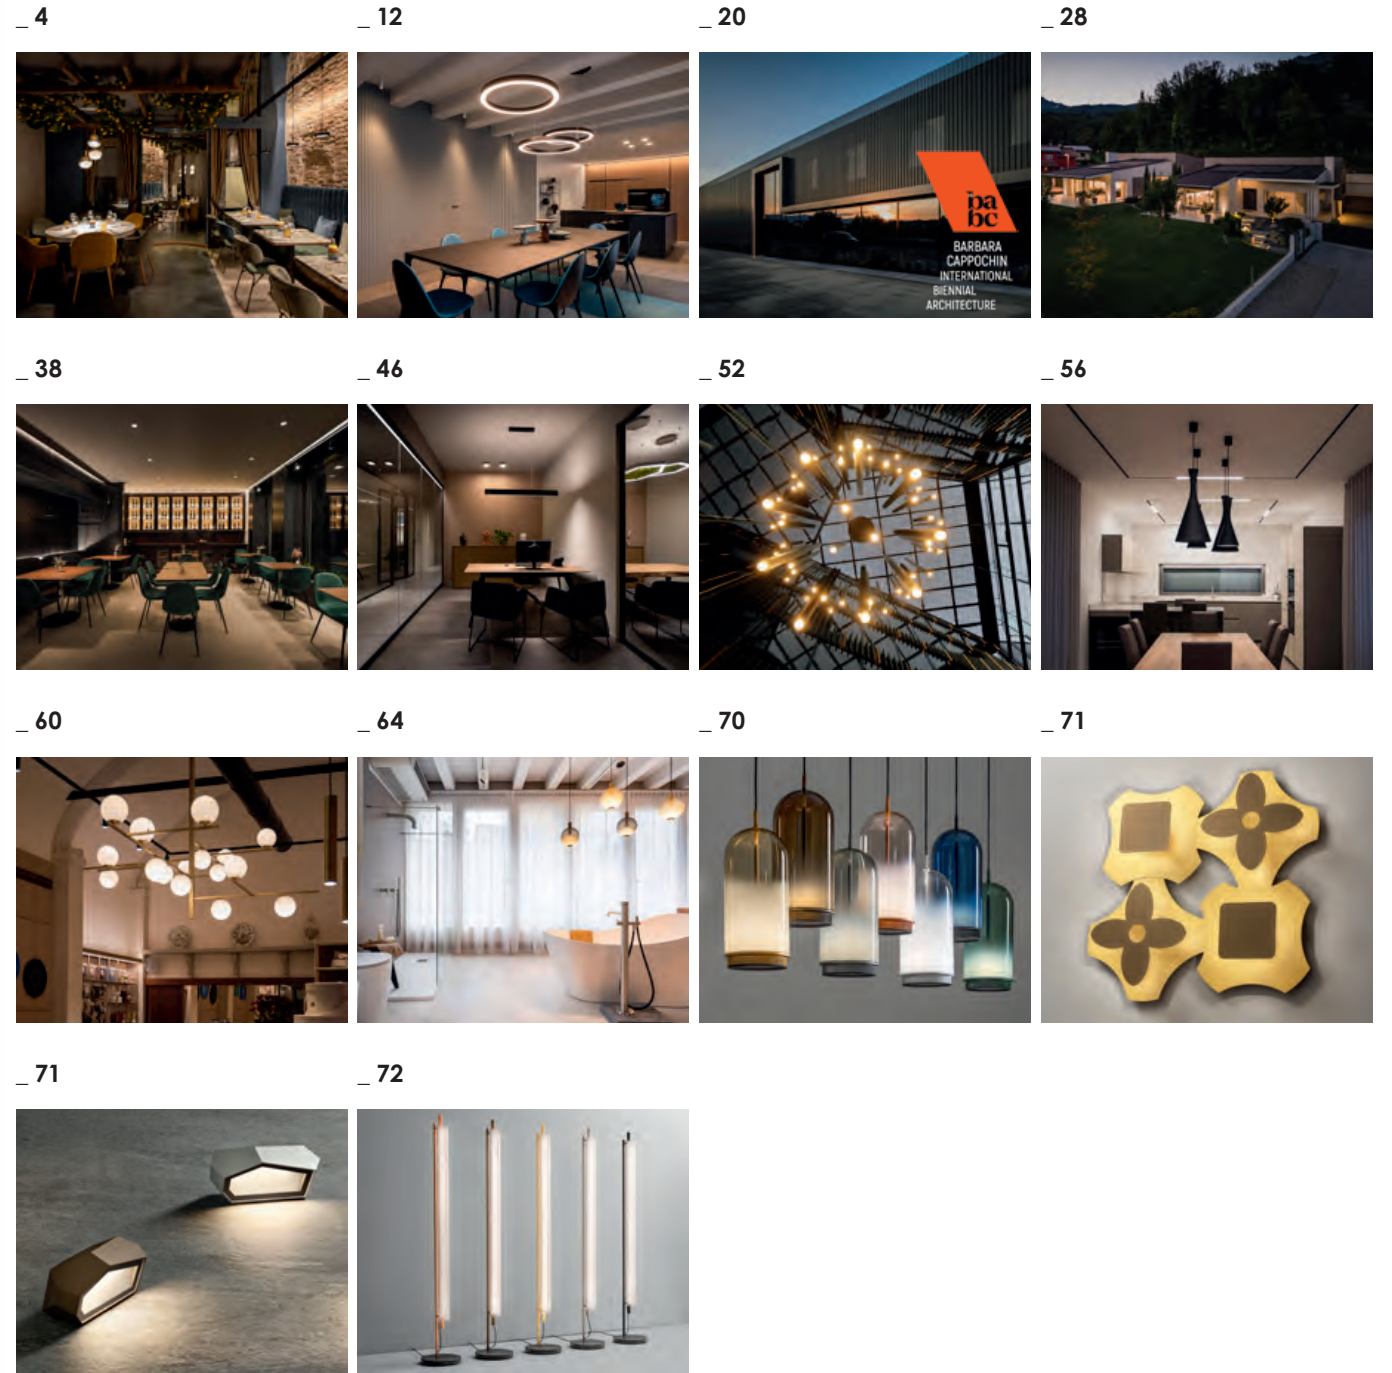 _ 4
_ 12
_ 20
_ 28
ba
bc
BARBARA
CAPPOCHIN
INTERNATIONAL
BIENNIAL
ARCHITECTURE
_ 38
_ 46
_ 52
_ 56
_ 60
_ 64
_ 70
_ 71
_ 71
_ 72